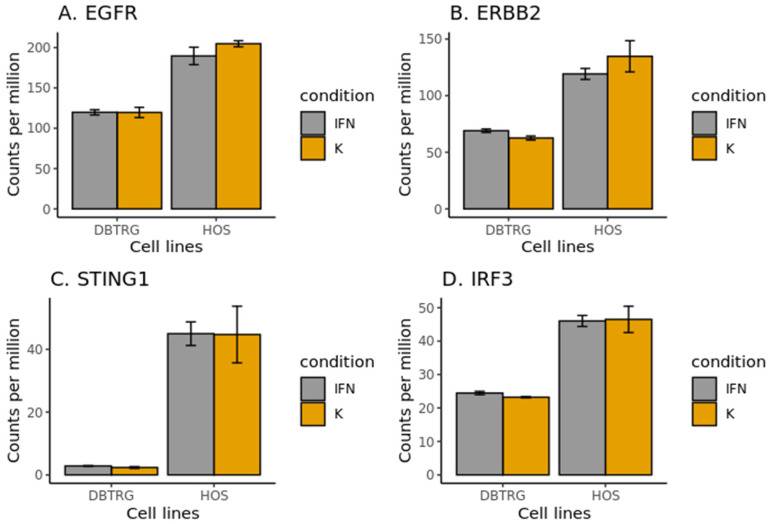 A. EGFR
Counts per million
200
150
100
50
0
DBTRG HOS
Cell lines
condition
IFN
K
B. ERBB2
Counts per million
150
100
50
0
DBTRG HOS
Cell lines
condition
IFN
K
C. STING1
Counts per million
40
20
0
DBTRG HOS
Cell lines
condition
IFN
K
D. IRF3
Counts per million
50
40
30
20
10
0
DBTRG HOS
Cell lines
condition
IFN
K